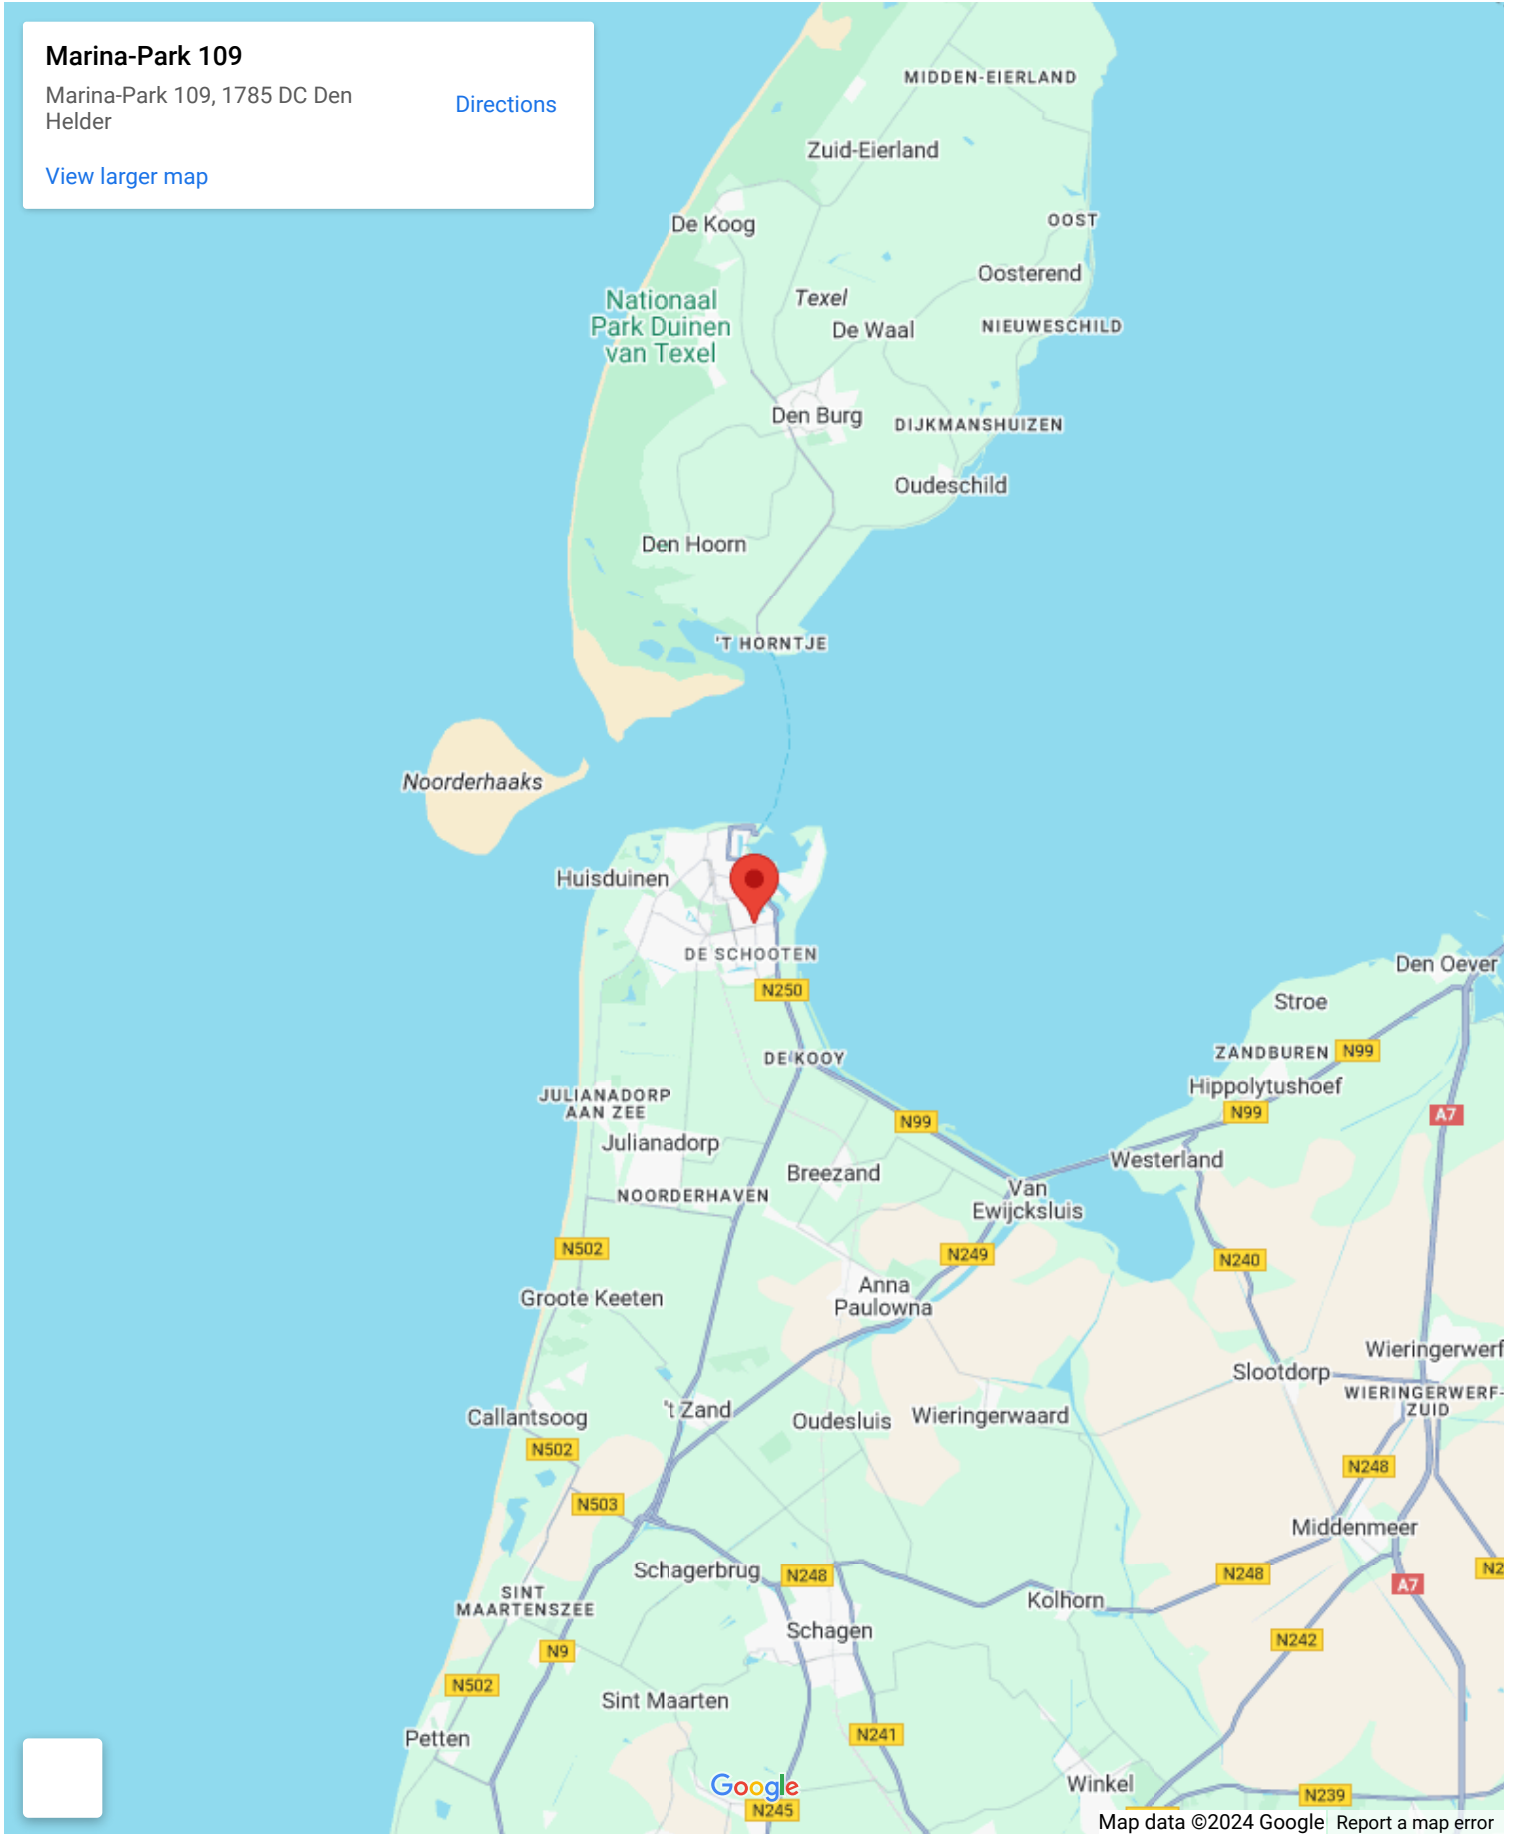 Marina-Park 109
Marina-Park 109, 1785 DC Den
Helder
Directions
View larger map
MIDDEN-EIERLAND
Zuid-Eierland
De Koog
OOST
Oosterend
Nationaal
Park Duinen
van Texel
Texel
De Waal
NIEUWESCHILD
Den Burg
DIJKMANSHUIZEN
Oudeschild
Den Hoorn
'T HORNTJE
Noorderhaaks
Huisduinen
DE SCHOOTEN
N250
Den Oever
Stroe
ZANDBUREN
N99
DE KOOY
Hippolytushoef
N99
JULIANADORP
AAN ZEE
N99
A7
Julianadorp
Westerland
Breezand
NOORDERHAVEN
Van
Ewijcksluis
N502
N249
N240
Anna
Paulowna
Groote Keeten
Wieringerwerf
Slootdorp
WIERINGERWERF-
ZUID
't Zand
Callantsoog
Oudesluis
Wieringerwaard
N502
N248
N503
Middenmeer
Schagerbrug
N248
N248
N2
A7
SINT
MAARTENSZEE
Kolhorn
Schagen
N242
N9
N502
Sint Maarten
Petten
N241
Google
Winkel
N239
N245
Map data ©2024 Google
Report a map error